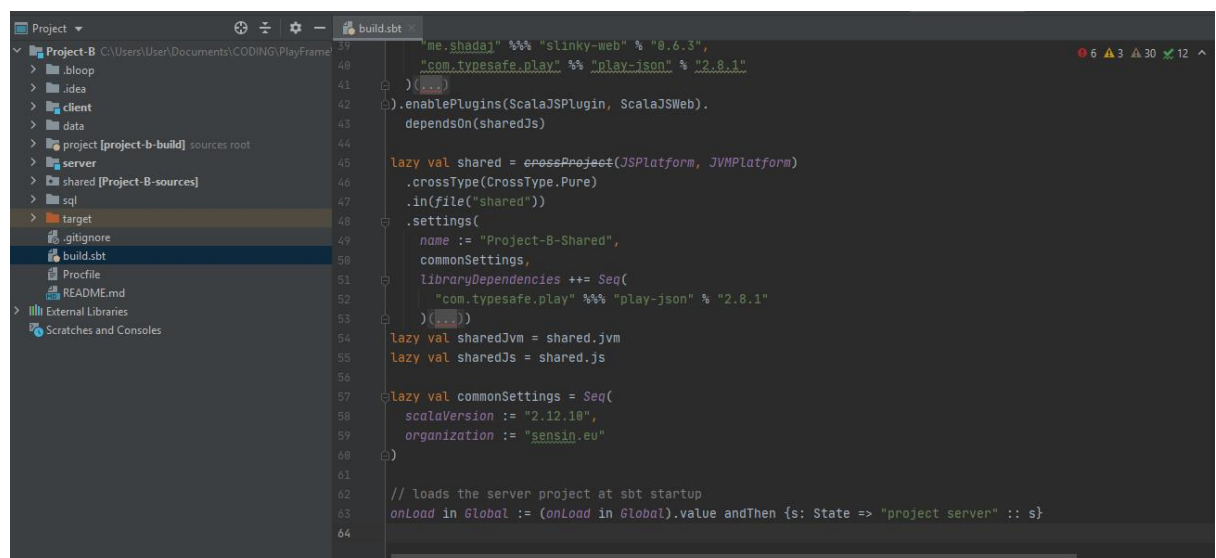 Project
build.sbt
Project-B C:\Users\User\Documents\CODING\PlayFrame
.bloop
.idea
client
data
project [project-b-build] sources root
server
shared [Project-B-sources]
sql
target
.gitignore
build.sbt
Procfile
README.md
External Libraries
Scratches and Consoles
6 3 30 12
39 "me.shadaj" %%% "slinky-web" % "0.6.3",
40 "com.typesafe.play" %% "play-json" % "2.8.1"
41 )(...)
42 ).enablePlugins(ScalaJSPlugin, ScalaJSWeb).
43 dependsOn(sharedJs)
44
45 lazy val shared = crossProject(JSPlatform, JVMPlatform)
46 .crossType(CrossType.Pure)
47 .in(file("shared"))
48 .settings(
49 name := "Project-B-Shared",
50 commonSettings,
51 libraryDependencies ++= Seq(
52 "com.typesafe.play" %%% "play-json" % "2.8.1"
53 )(...))
54 lazy val sharedJvm = shared.jvm
55 lazy val sharedJs = shared.js
56
57 lazy val commonSettings = Seq(
58 scalaVersion := "2.12.10",
59 organization := "sensin.eu"
60 )
61
62 // loads the server project at sbt startup
63 onLoad in Global := (onLoad in Global).value andThen {s: State => "project server" :: s}
64